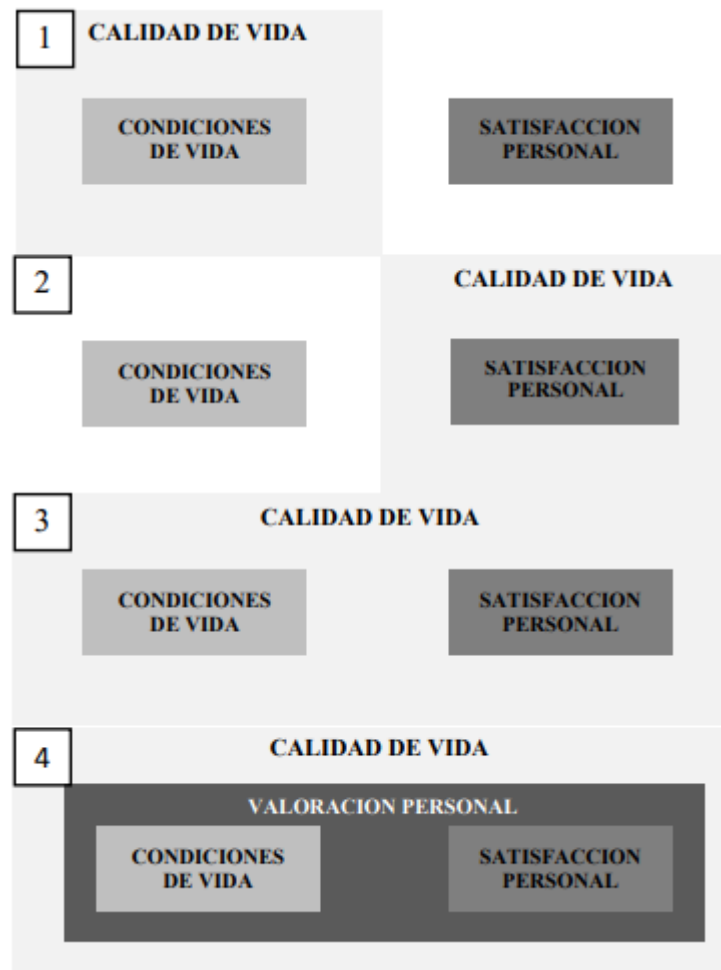 1
CALIDAD DE VIDA
CONDICIONES
DE VIDA
SATISFACCION
PERSONAL
2
CALIDAD DE VIDA
CONDICIONES
DE VIDA
SATISFACCION
PERSONAL
3
CALIDAD DE VIDA
CONDICIONES
DE VIDA
SATISFACCION
PERSONAL
4
CALIDAD DE VIDA
VALORACION PERSONAL
CONDICIONES
DE VIDA
SATISFACCION
PERSONAL